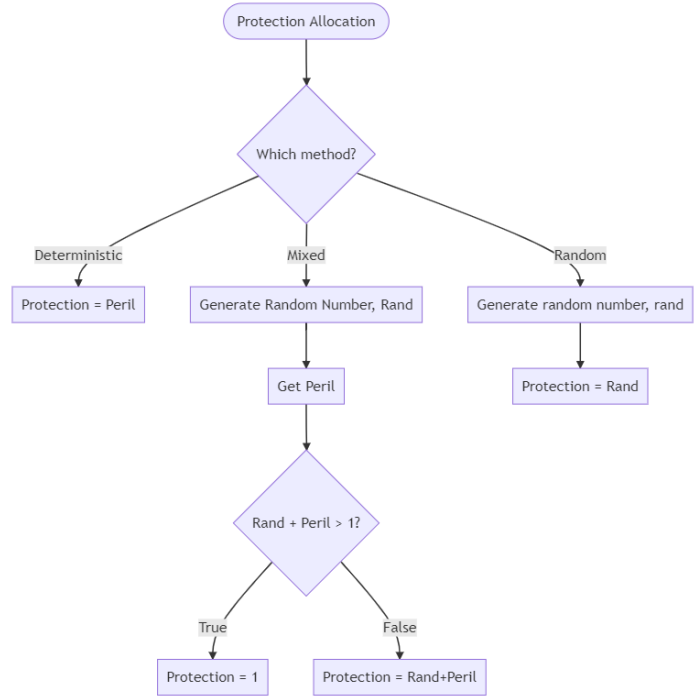 Protection Allocation
Which method?
Deterministic
Mixed
Random
Protection = Peril
Generate Random Number, Rand
Generate random number, rand
Get Peril
Protection = Rand
Rand + Peril > 1?
True
False
Protection = 1
Protection = Rand+Peril